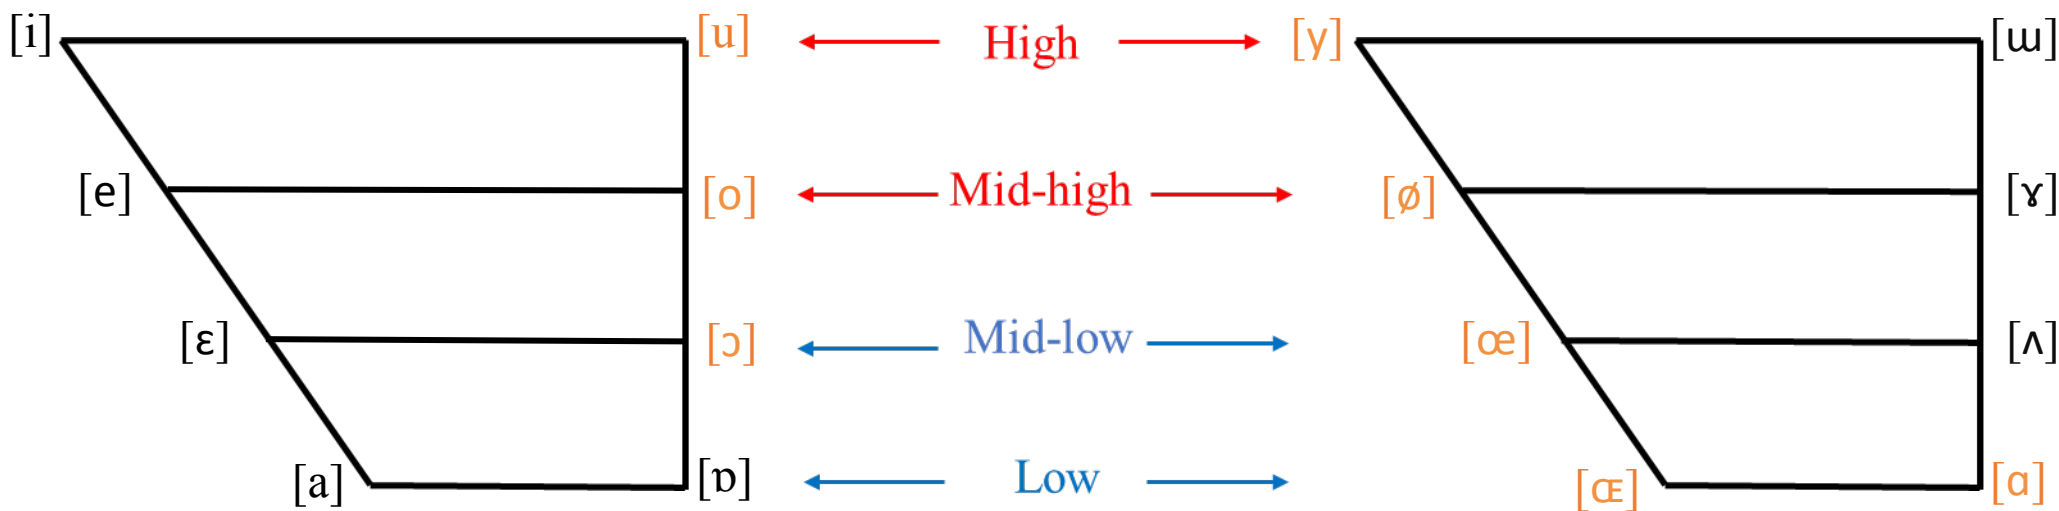 [i] [u] High [y] [ɯ]
[e] [o] Mid-high [ø] [ɤ]
[ɛ] [ɔ] Mid-low [œ] [ʌ]
[a] [ɒ] Low [ɶ] [ɑ]